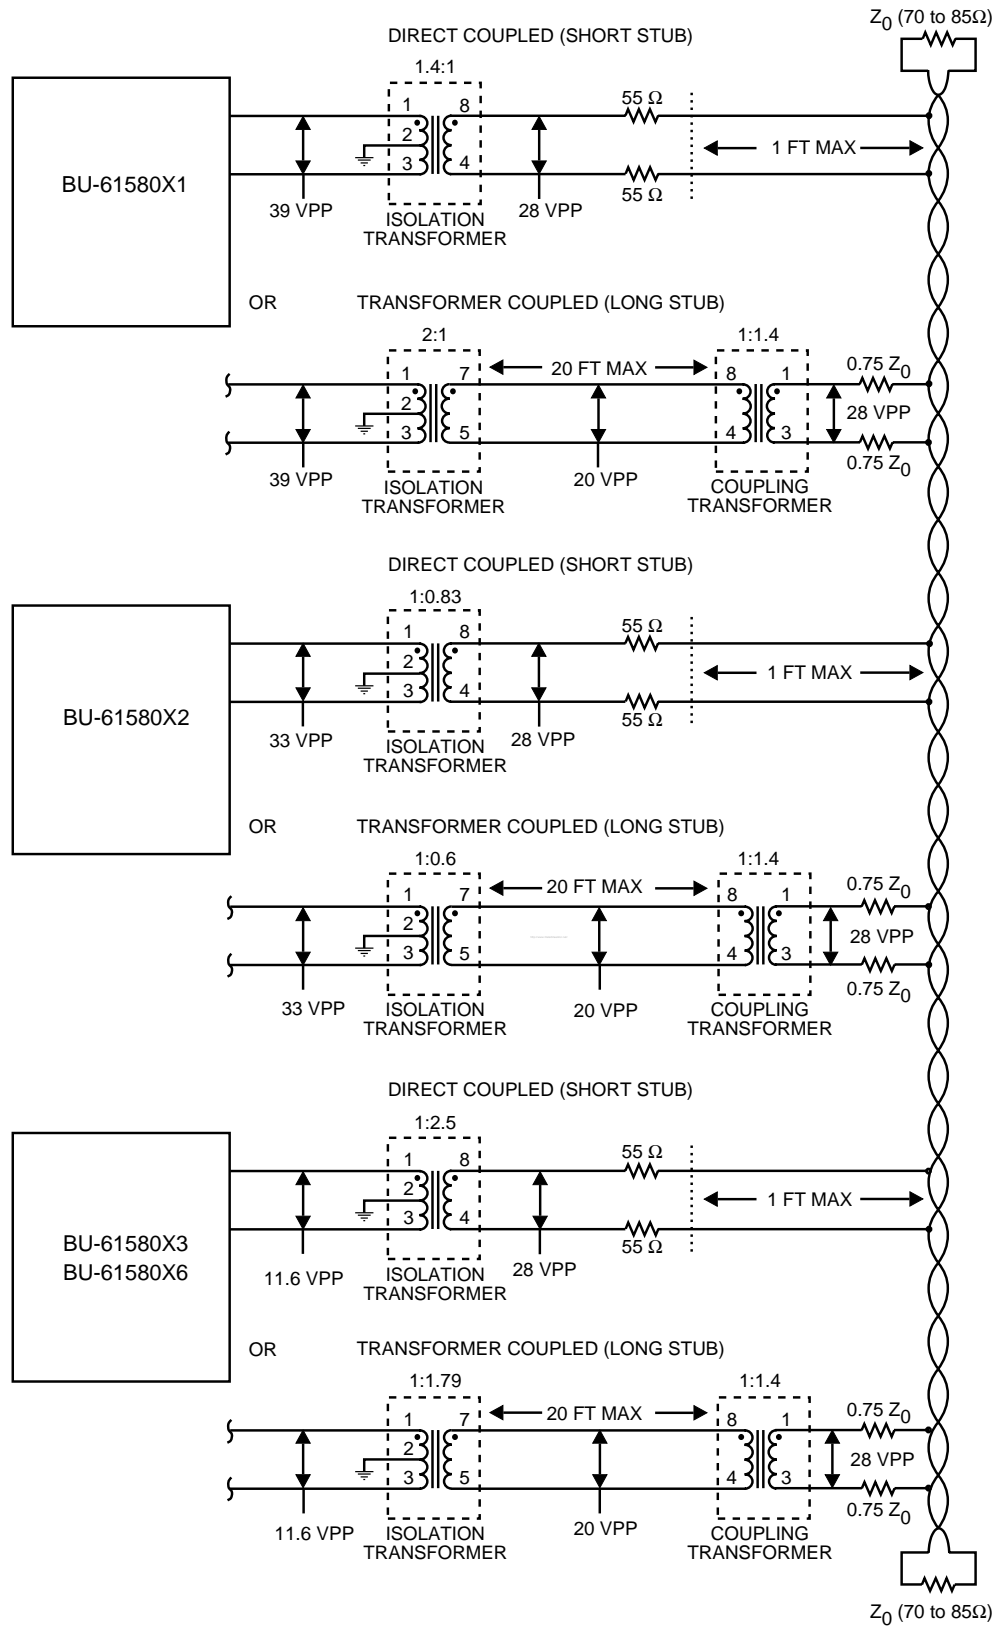 Z0 (70 to 85Ω)
DIRECT COUPLED (SHORT STUB)
1.4:1
55 Ω
1 8
2
3 4
1 FT MAX
BU-61580X1
55 Ω
39 VPP
28 VPP
ISOLATION
TRANSFORMER
OR
TRANSFORMER COUPLED (LONG STUB)
2:1
1:1.4
20 FT MAX
0.75 Z0
1 7
8 1
2
28 VPP
3 5
4 3
0.75 Z0
39 VPP
20 VPP
ISOLATION
TRANSFORMER
COUPLING
TRANSFORMER
DIRECT COUPLED (SHORT STUB)
1:0.83
55 Ω
1 8
2
3 4
1 FT MAX
BU-61580X2
55 Ω
33 VPP
28 VPP
ISOLATION
TRANSFORMER
OR
TRANSFORMER COUPLED (LONG STUB)
1:0.6
1:1.4
20 FT MAX
0.75 Z0
1 7
8 1
2
28 VPP
3 5
4 3
0.75 Z0
33 VPP
20 VPP
ISOLATION
TRANSFORMER
COUPLING
TRANSFORMER
DIRECT COUPLED (SHORT STUB)
1:2.5
55 Ω
1 8
2
3 4
1 FT MAX
BU-61580X3
BU-61580X6
55 Ω
11.6 VPP
28 VPP
ISOLATION
TRANSFORMER
OR
TRANSFORMER COUPLED (LONG STUB)
1:1.79
1:1.4
20 FT MAX
0.75 Z0
1 7
8 1
2
28 VPP
3 5
4 3
0.75 Z0
11.6 VPP
20 VPP
ISOLATION
TRANSFORMER
COUPLING
TRANSFORMER
Z0 (70 to 85Ω)